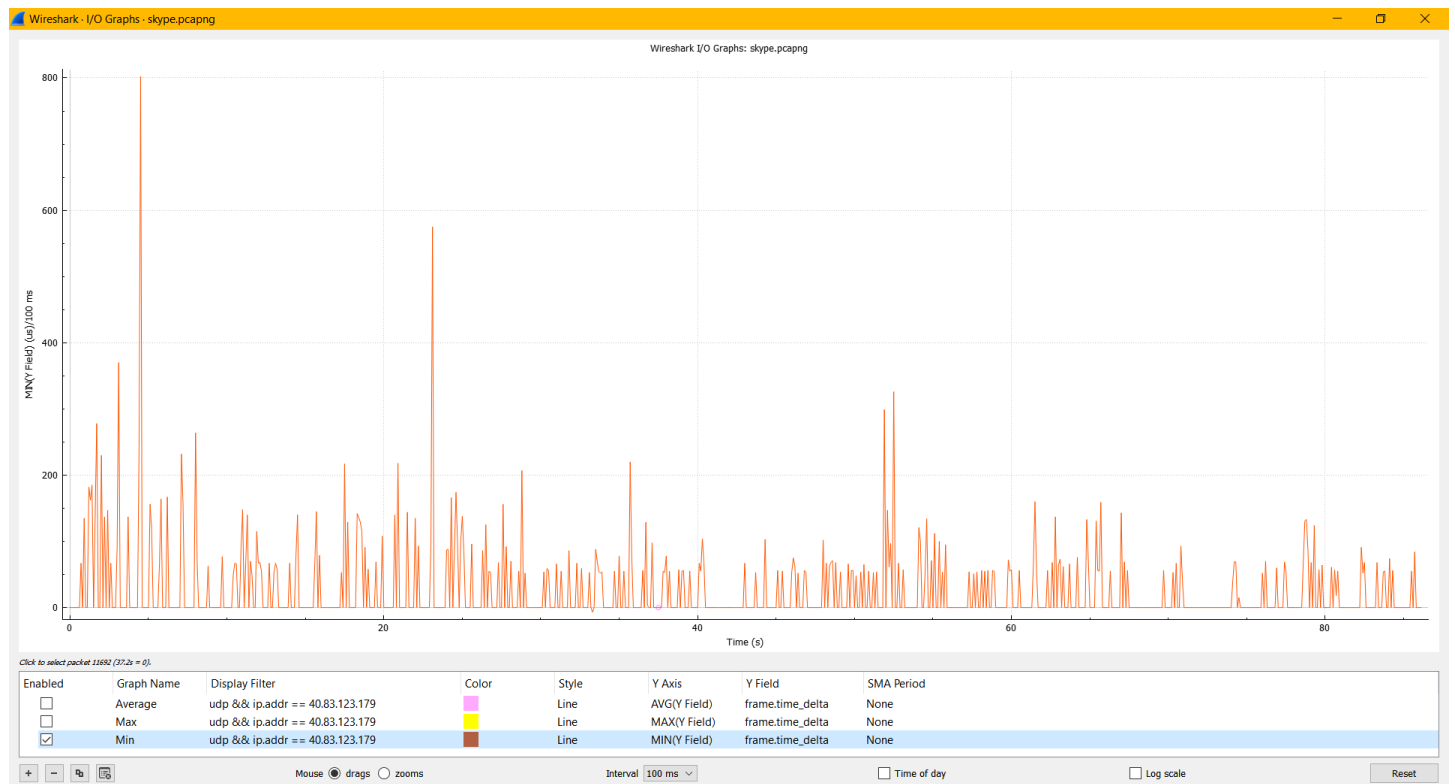 Wireshark · I/O Graphs · skype.pcapng
Wireshark I/O Graphs: skype.pcapng
MIN(Y Field) (us)/100 ms
800
600
400
200
0
0 20 40 60 80
Time (s)
Click to select packet 11692 (37.2s = 0).
Enabled Graph Name Display Filter Color Style Y Axis Y Field SMA Period
Average udp && ip.addr == 40.83.123.179 Line AVG(Y Field) frame.time_delta None
Max udp && ip.addr == 40.83.123.179 Line MAX(Y Field) frame.time_delta None
Min udp && ip.addr == 40.83.123.179 Line MIN(Y Field) frame.time_delta None
Mouse drags zooms Interval 100 ms Time of day Log scale Reset